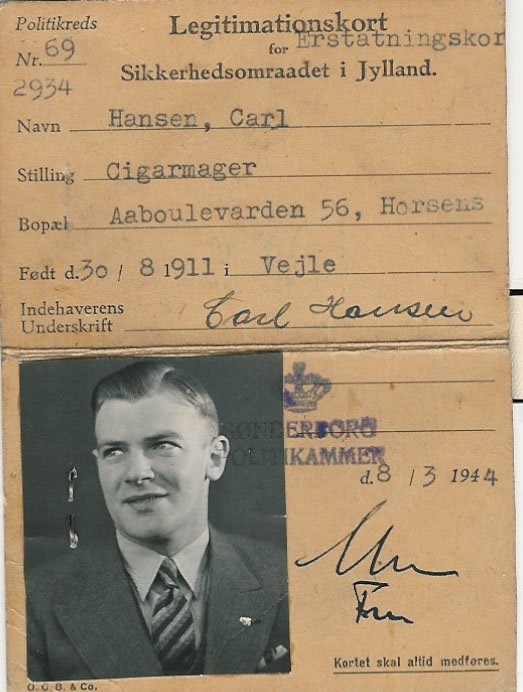 Politikreds
Legitimationskort
Nr. 69
for Erstatningskor
2934
Sikkerhedsomraadet i Jylland.
Navn Hansen, Carl
Stilling Cigarmager
Bopæl Aaboulevarden 56, Horsens
Født d. 30 / 8 1911 i Vejle
Indehaverens
Underskrift Carl Hansen
SØNDERBORG
POLITIKAMMER
d. 8 / 3 1944
Kortet skal altid medføres.
O. C. B. & Co.